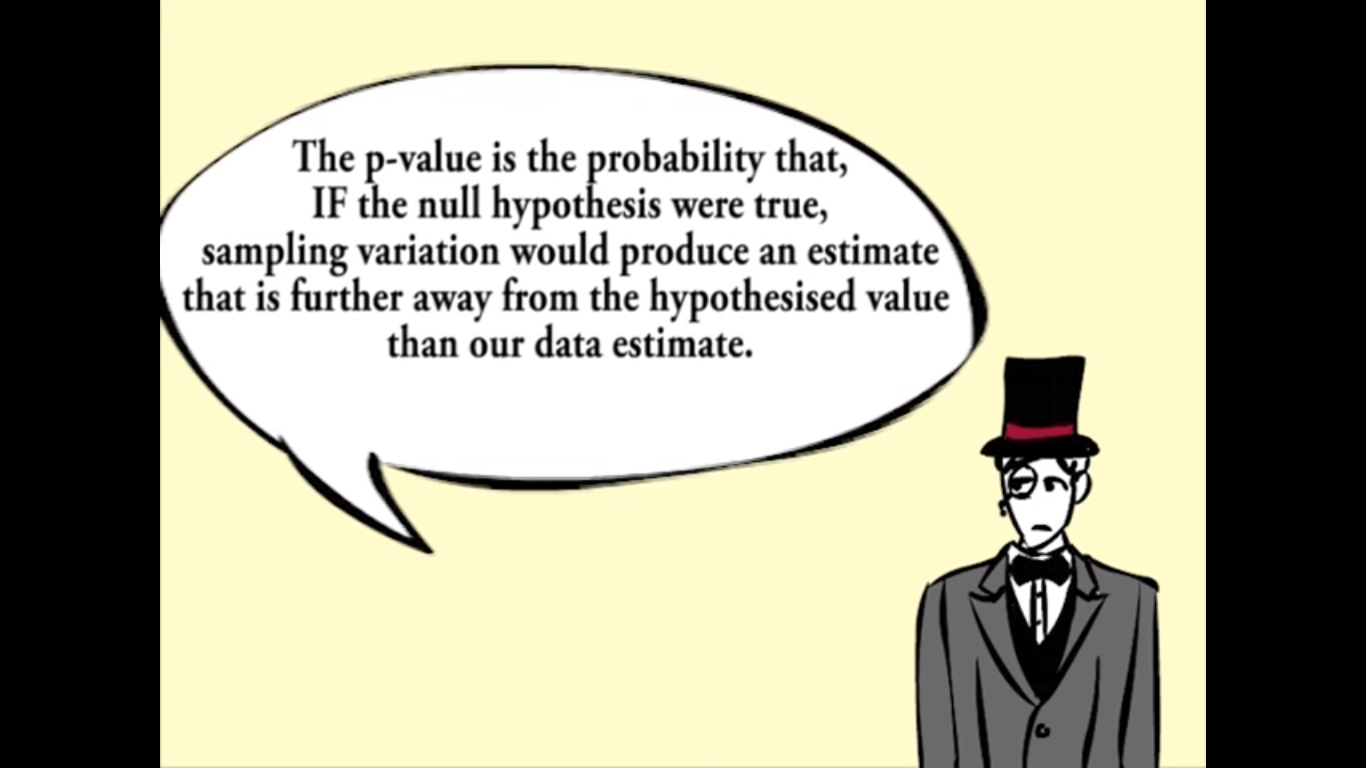 The p-value is the probability that,
IF the null hypothesis were true,
sampling variation would produce an estimate
that is further away from the hypothesised value
than our data estimate.